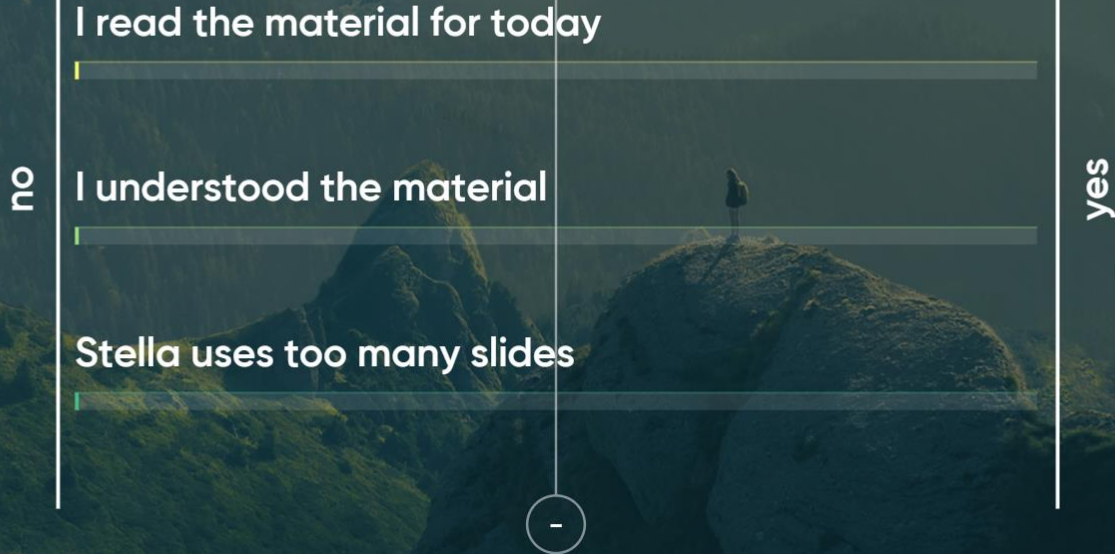 I read the material for today
no
I understood the material
yes
Stella uses too many slides
-